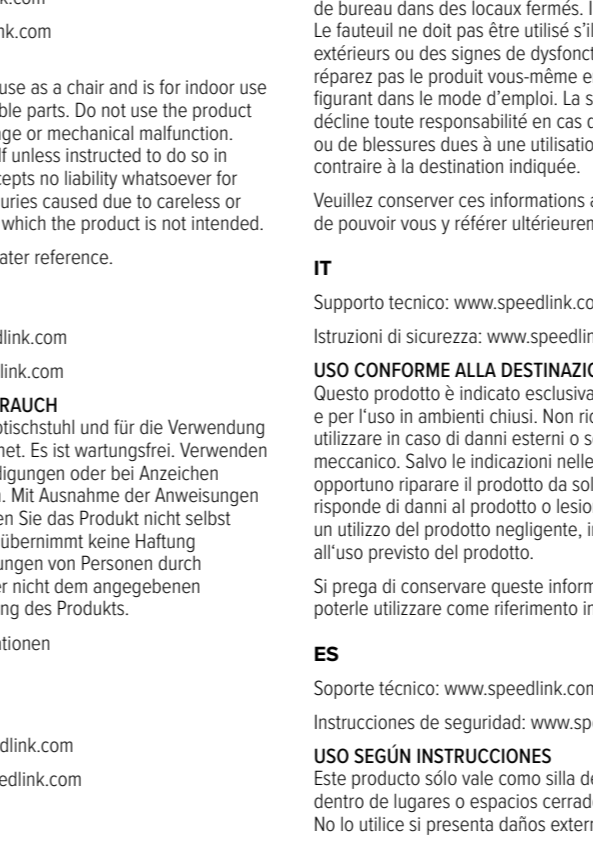 nk.com
nk.com
use as a chair and is for indoor use
ble parts. Do not use the product
ge or mechanical malfunction.
lf unless instructed to do so in
cepts no liability whatsoever for
uries caused due to careless or
which the product is not intended.
ater reference.
dlink.com
link.com
RAUCH
otischstuhl und für die Verwendung
net. Es ist wartungsfrei. Verwenden
digungen oder bei Anzeichen
. Mit Ausnahme der Anweisungen
en Sie das Produkt nicht selbst
übernimmt keine Haftung
ungen von Personen durch
er nicht dem angegebenen
ng des Produkts.
ationen
dlink.com
edlink.com
de bureau dans des locaux fermés. I
Le fauteuil ne doit pas être utilisé s'il
extérieurs ou des signes de dysfonct
réparez pas le produit vous-même e
figurant dans le mode d'emploi. La s
décline toute responsabilité en cas d
ou de blessures dues à une utilisatio
contraire à la destination indiquée.
Veuillez conserver ces informations a
de pouvoir vous y référer ultérieurem
IT
Supporto tecnico: www.speedlink.co
Istruzioni di sicurezza: www.speedlin
USO CONFORME ALLA DESTINAZIO
Questo prodotto è indicato esclusiva
e per l'uso in ambienti chiusi. Non ric
utilizzare in caso di danni esterni o se
meccanico. Salvo le indicazioni nelle
opportuno riparare il prodotto da sol
risponde di danni al prodotto o lesio
un utilizzo del prodotto negligente, i
all'uso previsto del prodotto.
Si prega di conservare queste inform
poterle utilizzare come riferimento in
ES
Soporte técnico: www.speedlink.com
Instrucciones de seguridad: www.spe
USO SEGÚN INSTRUCCIONES
Este producto sólo vale como silla de
dentro de lugares o espacios cerrad
No lo utilice si presenta daños extern